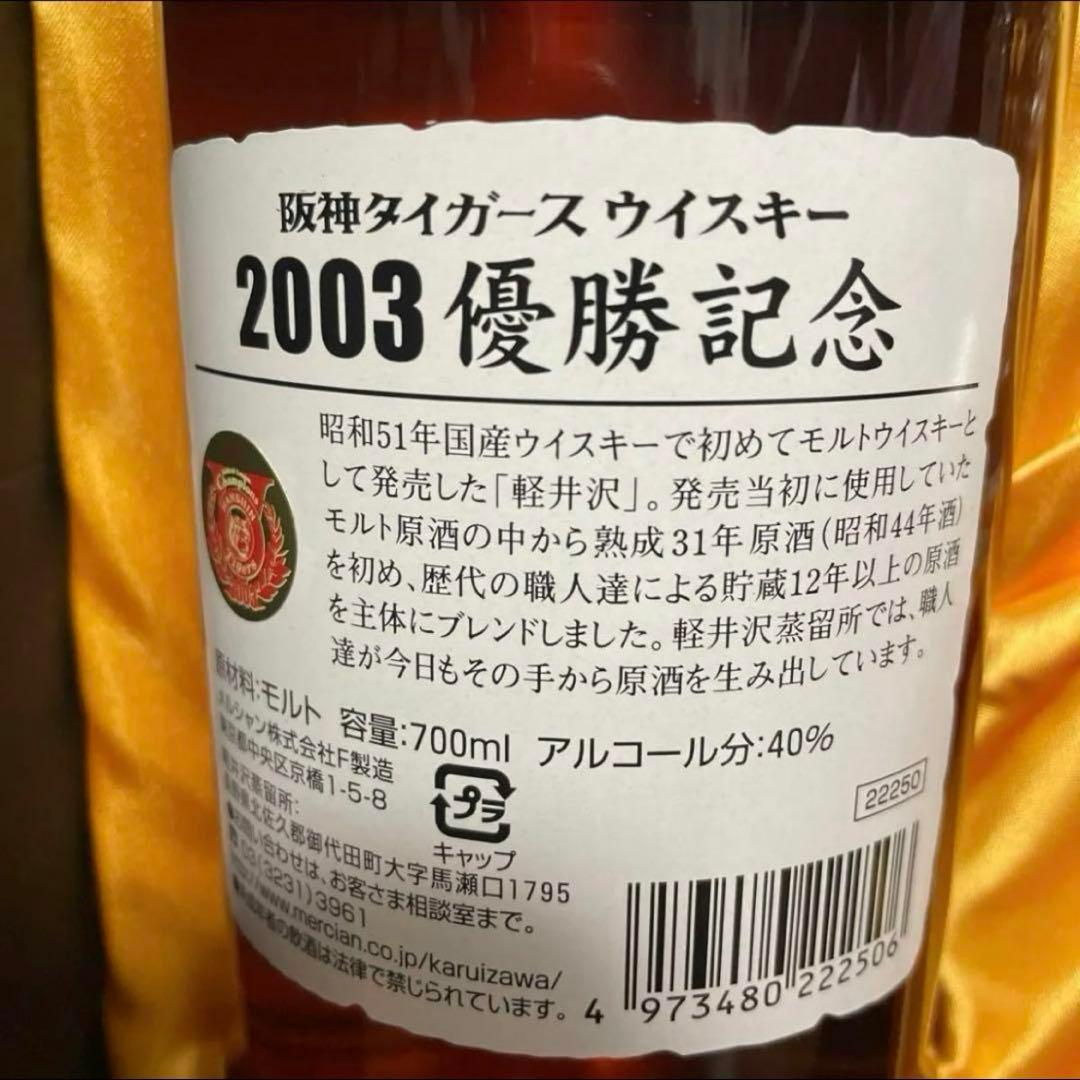 阪神タイガース ウイスキー
2003 優勝記念
昭和51年国産ウイスキーで初めてモルトウイスキーと
して発売した「軽井沢」。発売当初に使用していた
モルト原酒の中から熟成31年原酒(昭和44年酒)
を初め、歴代の職人達による貯蔵12年以上の原酒
を主体にブレンドしました。軽井沢蒸留所では、職人
達が今日もその手から原酒を生み出しています。
Champions
原材料:モルト 容量:700ml アルコール分:40%
メルシャン株式会社F製造
東京都中央区京橋1-5-8
軽井沢蒸留所:
長野県北佐久郡御代田町大字馬瀬口1795
●お問い合わせは、お客さま相談室まで。
☎ 03(3231)3961
●http://www.mercian.co.jp/karuizawa/
●未成年者の飲酒は法律で禁じられています。
プラ
キャップ
22250
4 973480 222506